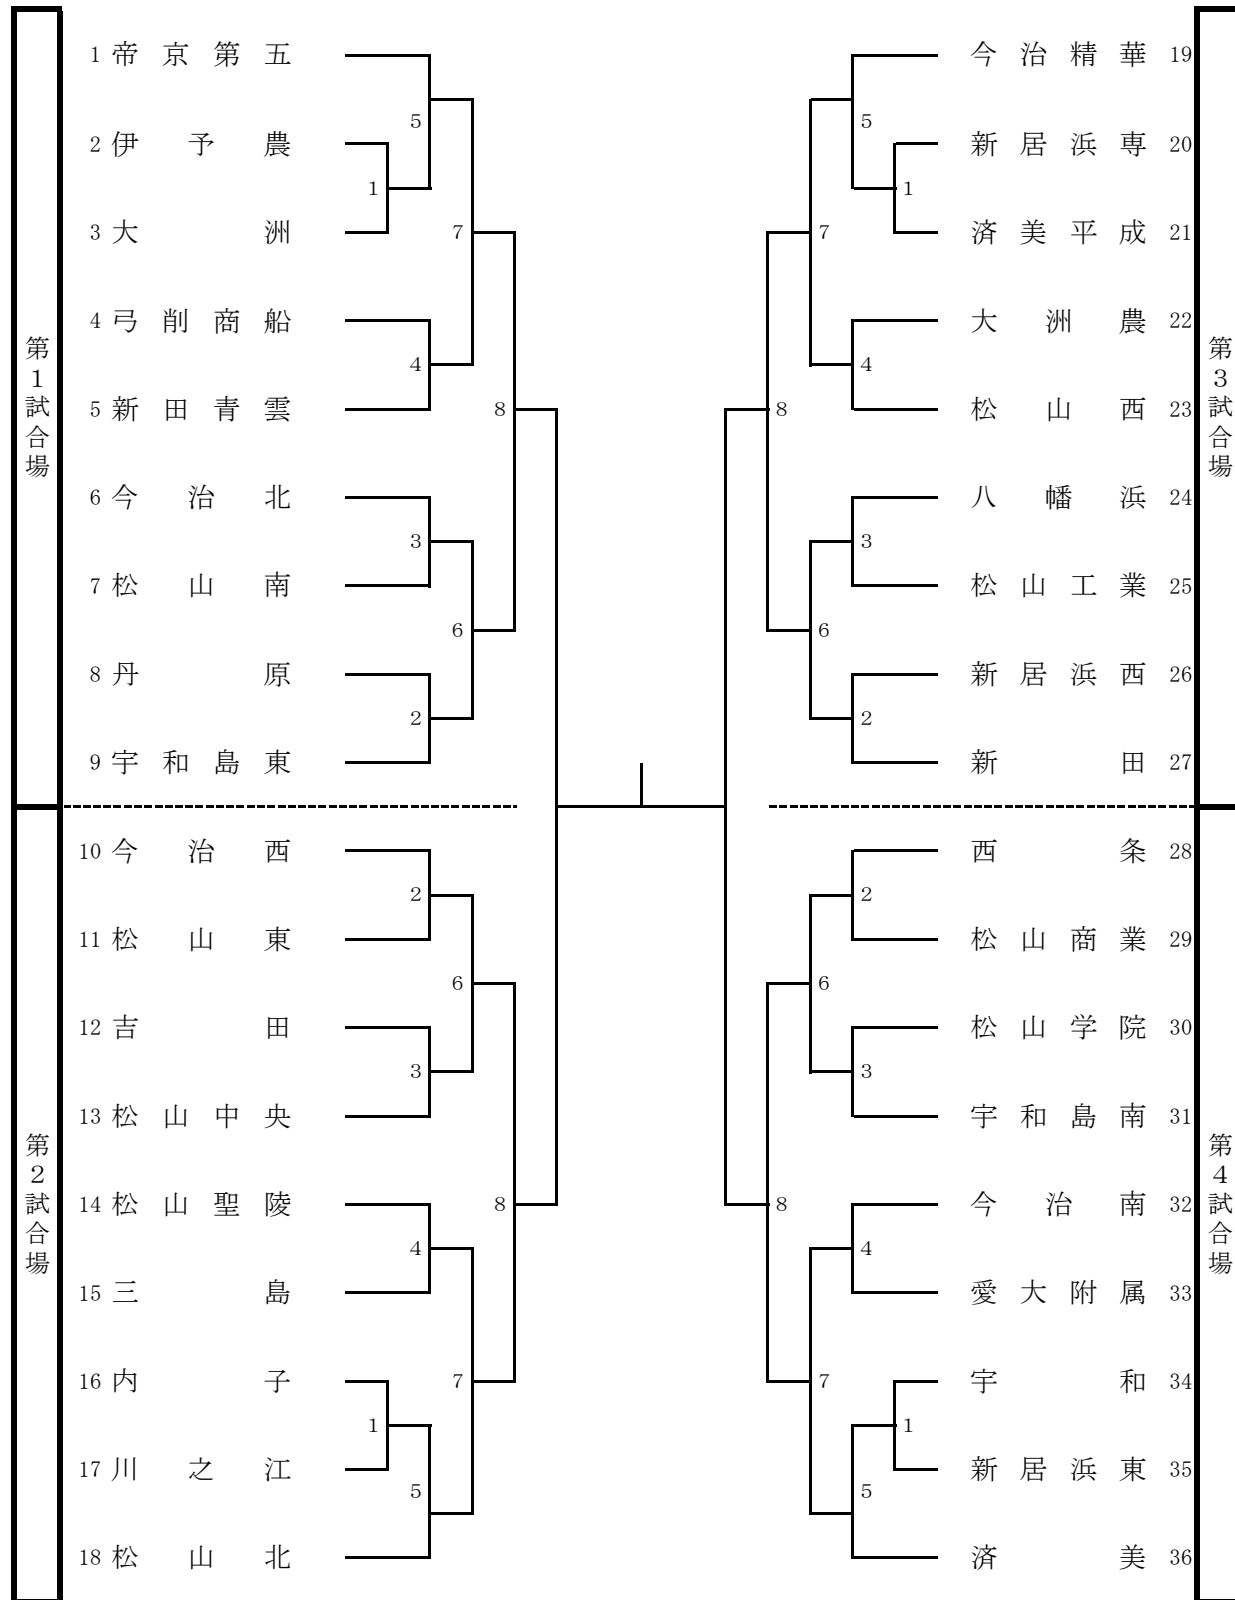 第1試合場
1 帝京第五
2 伊予農
3 大洲
4 弓削商船
5 新田青雲
6 今治北
7 松山南
8 丹原
9 宇和島東
5
1
7
4
8
3
6
2
第2試合場
10 今治西
11 松山東
12 吉田
13 松山中央
14 松山聖陵
15 三島
16 内子
17 川之江
18 松山北
2
6
3
8
4
7
1
5
第3試合場
今治精華 19
新居浜専 20
済美平成 21
大洲農 22
松山西 23
八幡浜 24
松山工業 25
新居浜西 26
新田 27
5
1
7
4
8
3
6
2
第4試合場
西条 28
松山商業 29
松山学院 30
宇和島南 31
今治南 32
愛大附属 33
宇和 34
新居浜東 35
済美 36
2
6
3
8
4
7
1
5